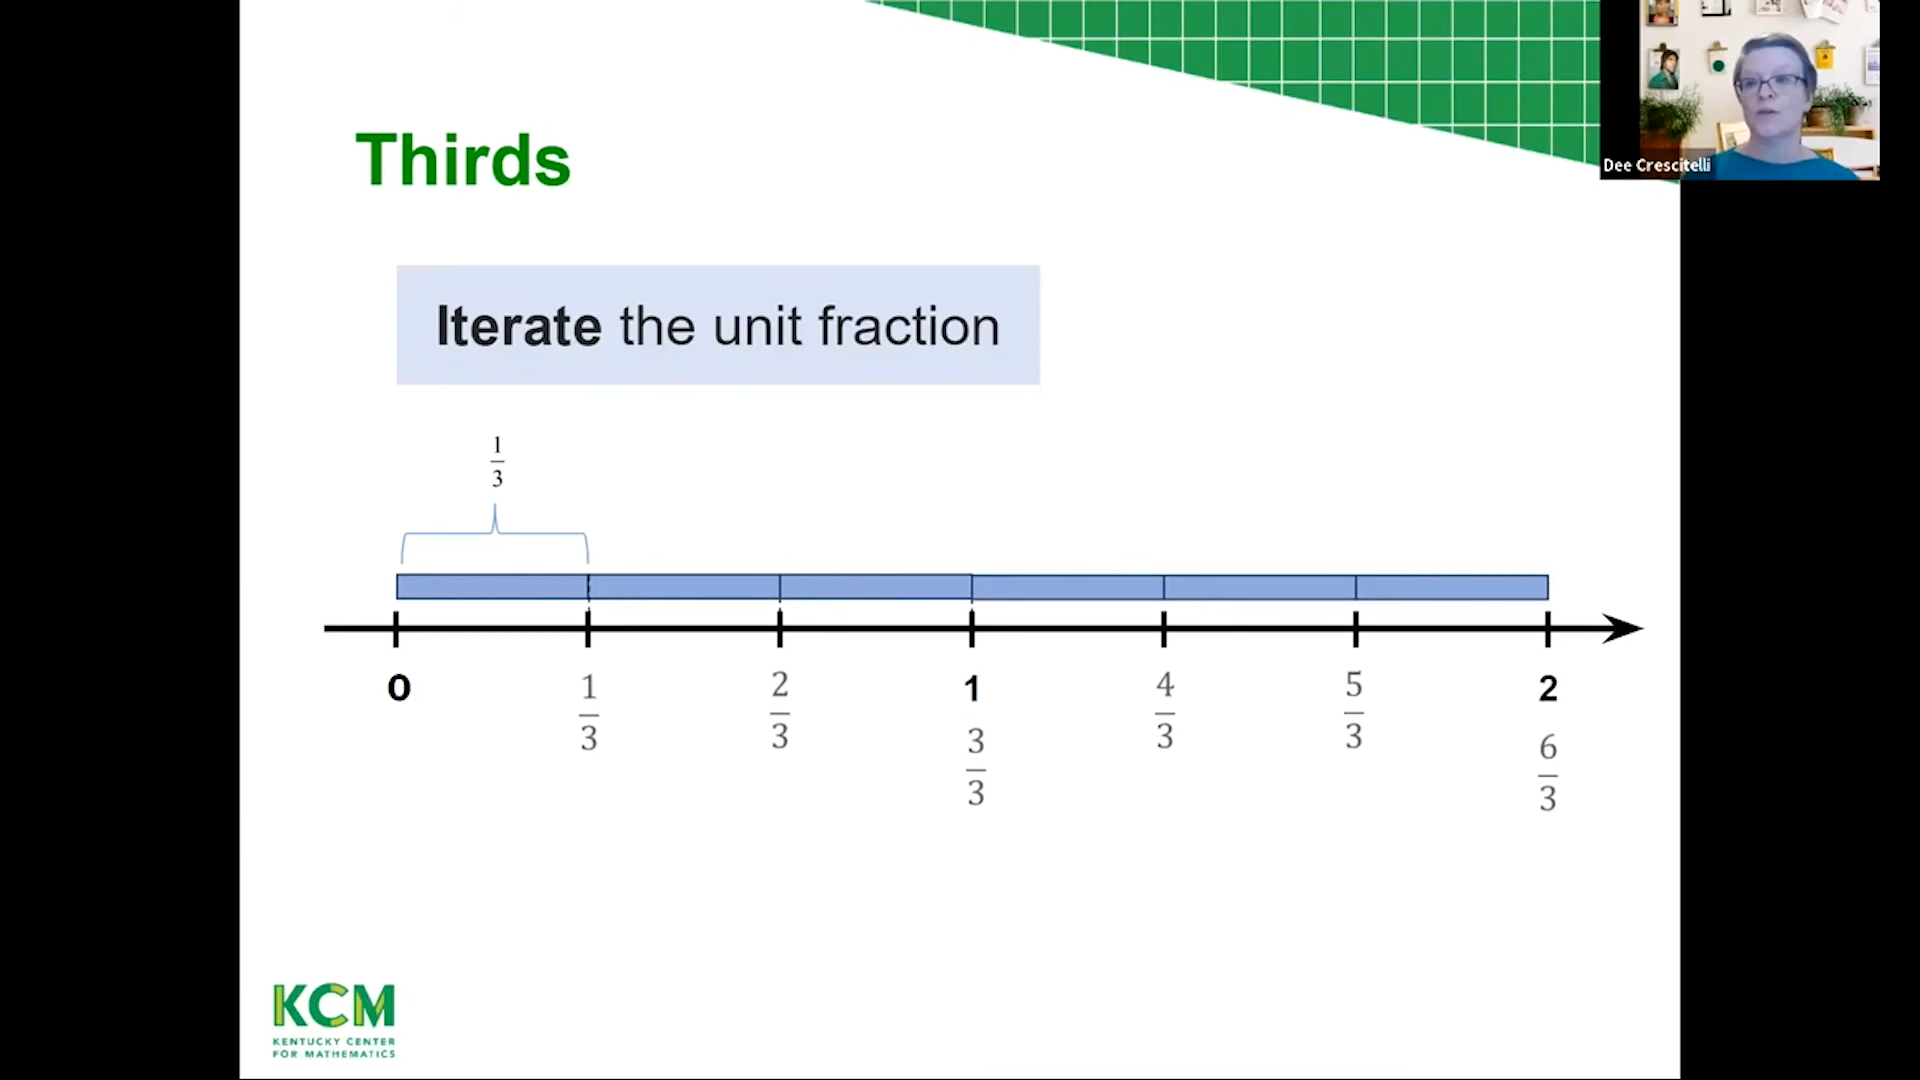 Dee Crescitelli
Thirds
Iterate the unit fraction
1
3
0
1
3
2
3
1
3
3
4
3
5
3
2
6
3
KCM
KENTUCKY CENTER
FOR MATHEMATICS